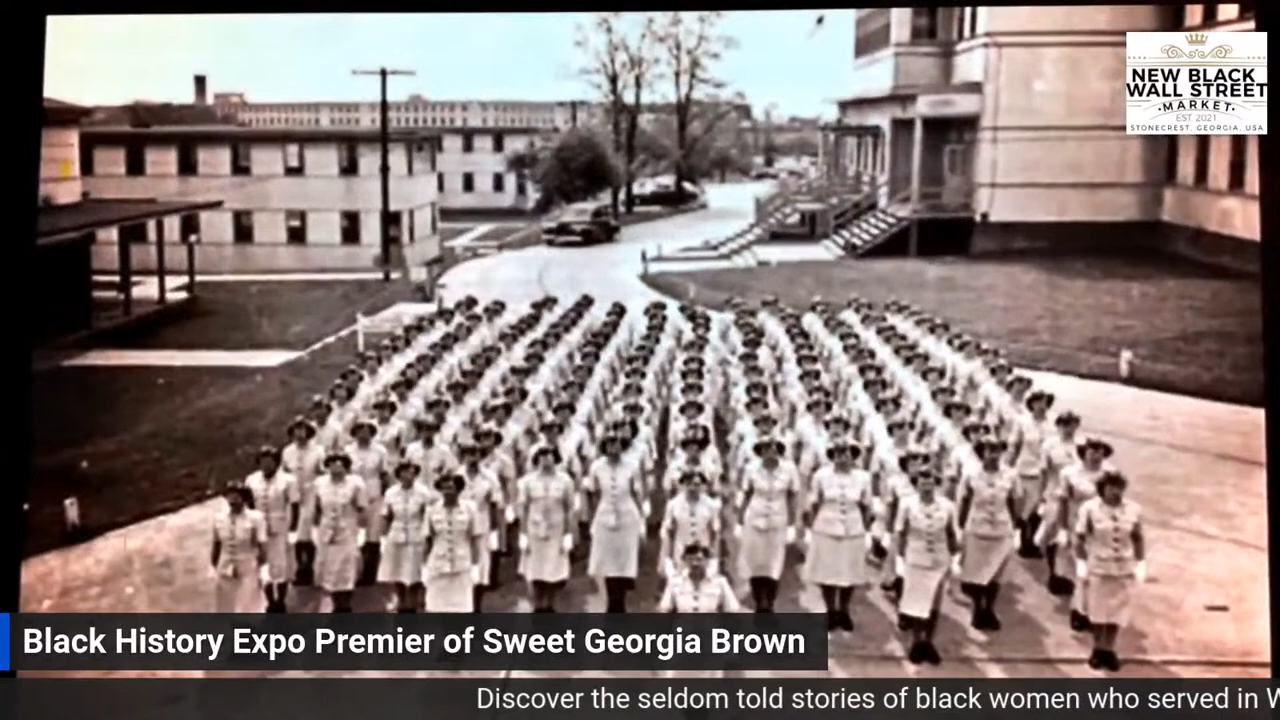 NEW BLACK
WALL STREET
MARKET
EST. 2021
STONECREST, GEORGIA, USA
Black History Expo Premier of Sweet Georgia Brown
Discover the seldom told stories of black women who served in